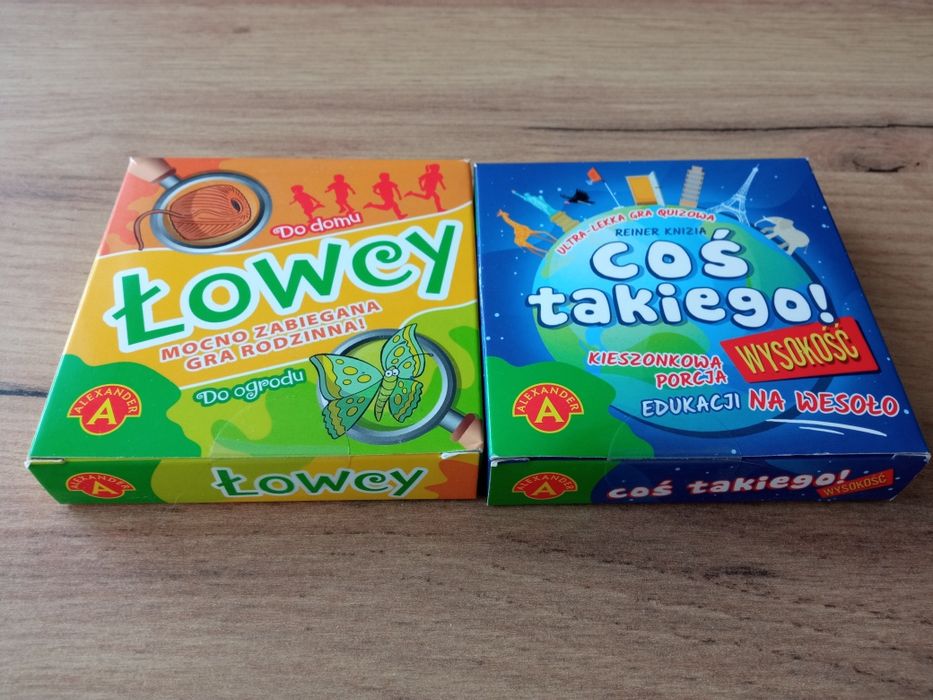 Do domu
Łowcy
MOCNO ZABIEGANA
GRA RODZINNA!
Do ogrodu
ALEXANDER
A
ALEXANDER
A
Łowcy
ULTRA-LEKKA GRA QUIZOWA
REINER KNIZIA
coś
takiego!
WYSOKOŚĆ
KIESZONKOWA
PORCJA
EDUKACJI NA WESOŁO
ALEXANDER
A
ALEXANDER
A
coś takiego!
WYSOKOŚĆ